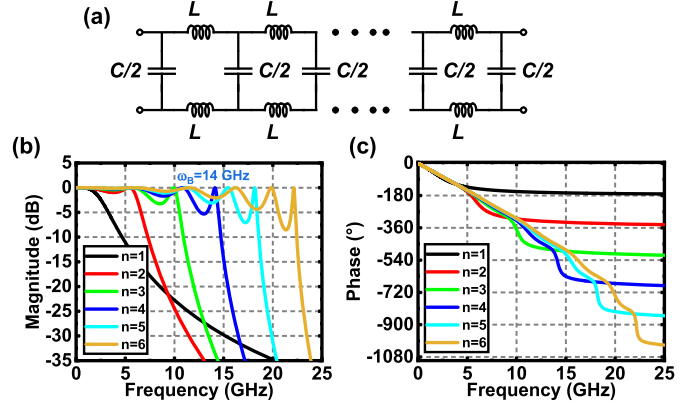 (a)
L L L
C/2 C/2 C/2 C/2
L L L
(b)
ω_B=14 GHz
Magnitude (dB)
5
0
-5
-10
-15
-20
-25
-30
-35
n=1
n=2
n=3
n=4
n=5
n=6
0 5 10 15 20 25
Frequency (GHz)
(c)
Phase (°)
0
-180
-360
-540
-720
-900
-1080
n=1
n=2
n=3
n=4
n=5
n=6
0 5 10 15 20 25
Frequency (GHz)